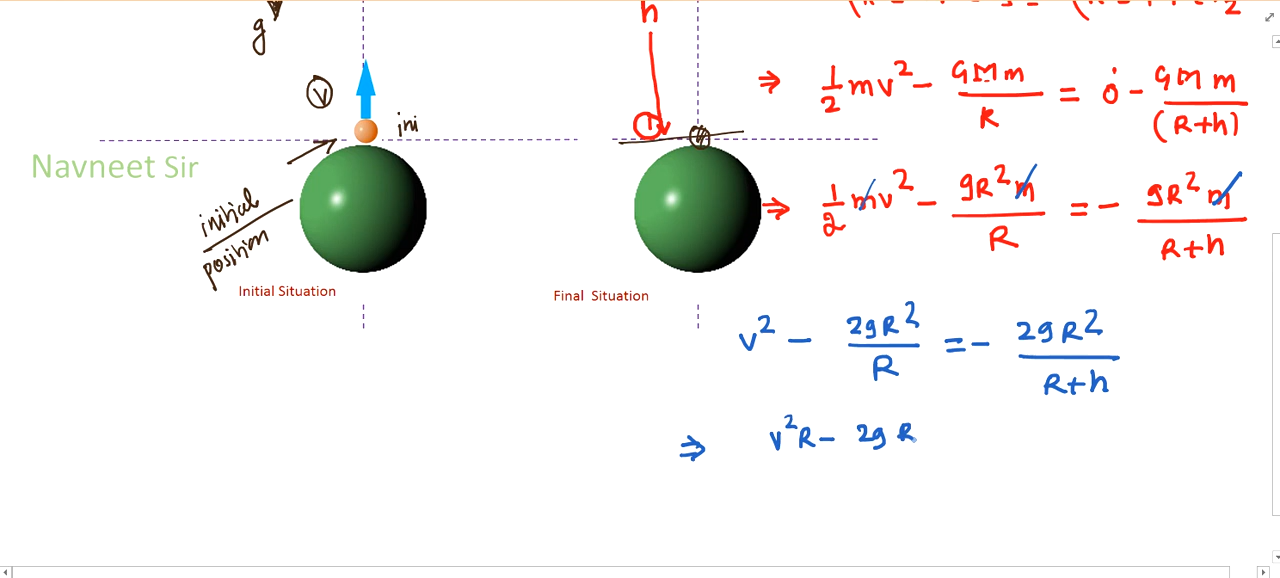 g
h
v
ini
Navneet Sir
initial
position
Initial Situation
Final Situation
⇒ 1/2 mv² - GMm/R = 0 - GMm/(R+h)
⇒ 1/2 mv² - gR²m/R = - gR²m/R+h
v² - 2gR²/R = - 2gR²/R+h
⇒ v²R - 2gR